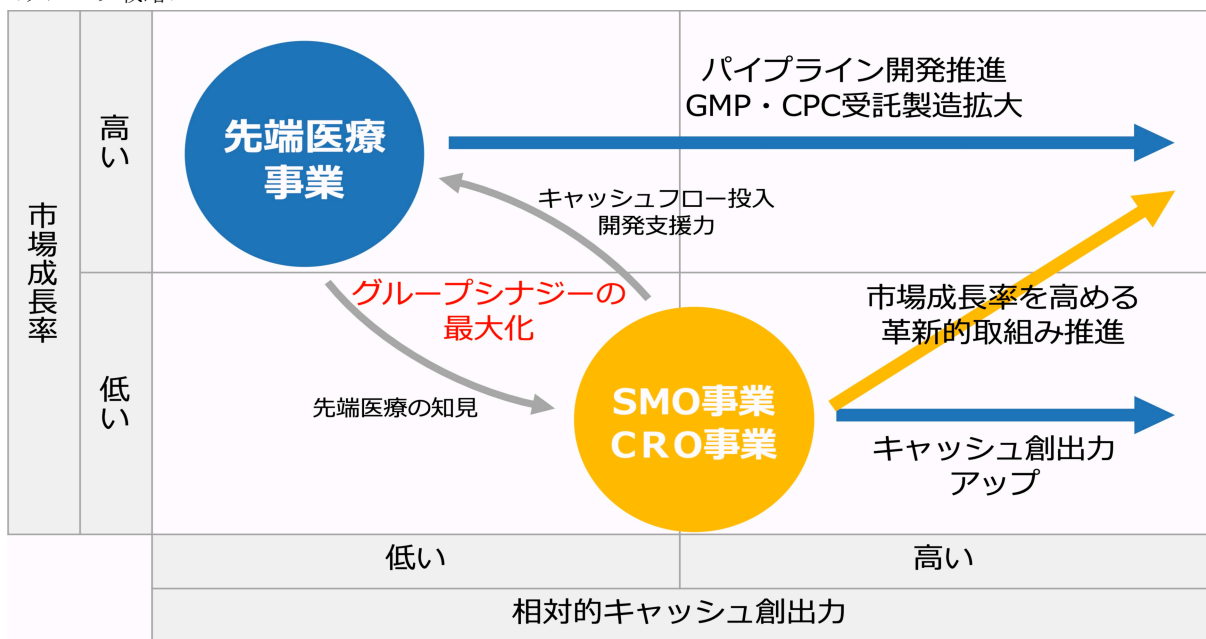 パイプライン開発推進
GMP・CPC受託製造拡大
先端医療
事業
高い
キャッシュフロー投入
開発支援力
市場成長率
グループシナジーの
最大化
市場成長率を高める
革新的取組み推進
低い
先端医療の知見
SMO事業
CRO事業
キャッシュ創出力
アップ
低い
高い
相対的キャッシュ創出力